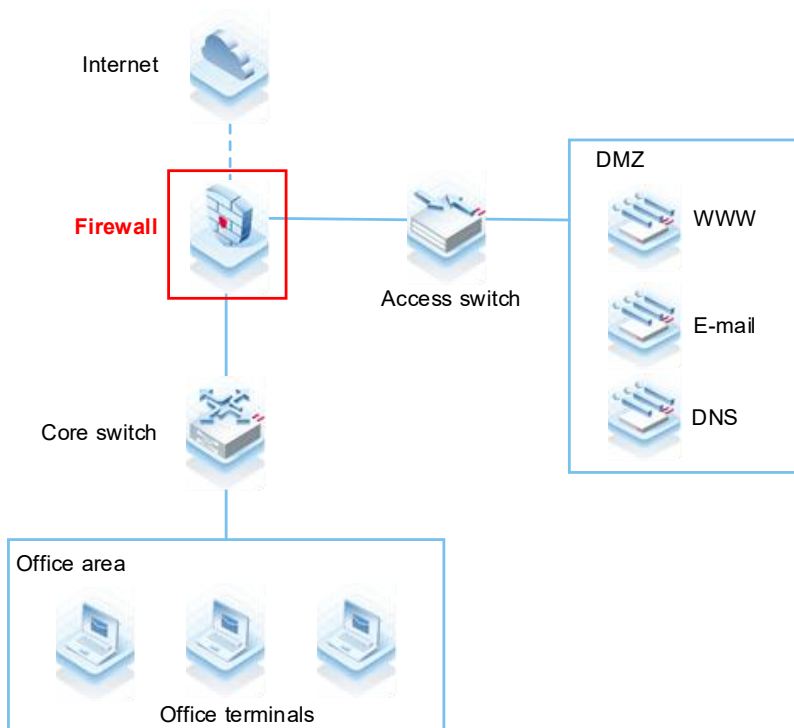 Internet
DMZ
WWW
Firewall
Access switch
E-mail
DNS
Core switch
Office area
Office terminals